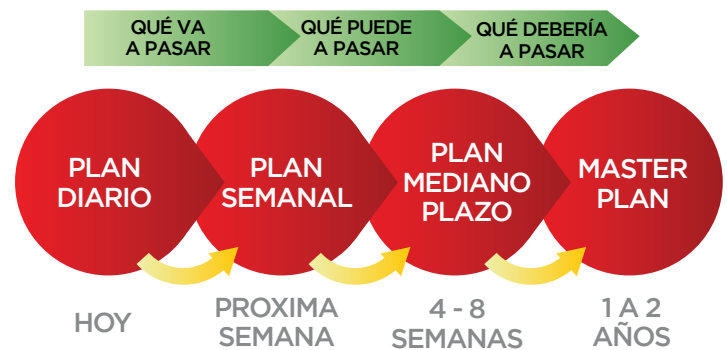 QUÉ VA
A PASAR
QUÉ PUEDE
A PASAR
QUÉ DEBERÍA
A PASAR
PLAN
DIARIO
PLAN
SEMANAL
PLAN
MEDIANO
PLAZO
MASTER
PLAN
HOY
PROXIMA
SEMANA
4 - 8
SEMANAS
1 A 2
AÑOS